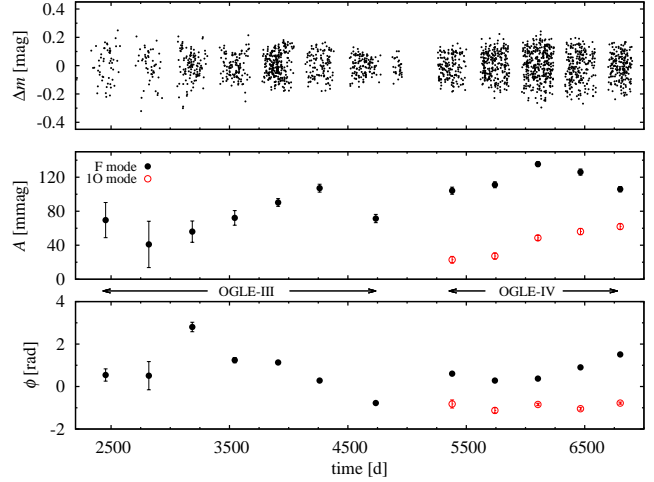 0.4
0.2
0
-0.2
-0.4
Δm [mag]
120
80
40
0
A [mmag]
F mode
1O mode
OGLE-III
OGLE-IV
4
2
0
-2
ϕ [rad]
2500
3500
4500
5500
6500
time [d]